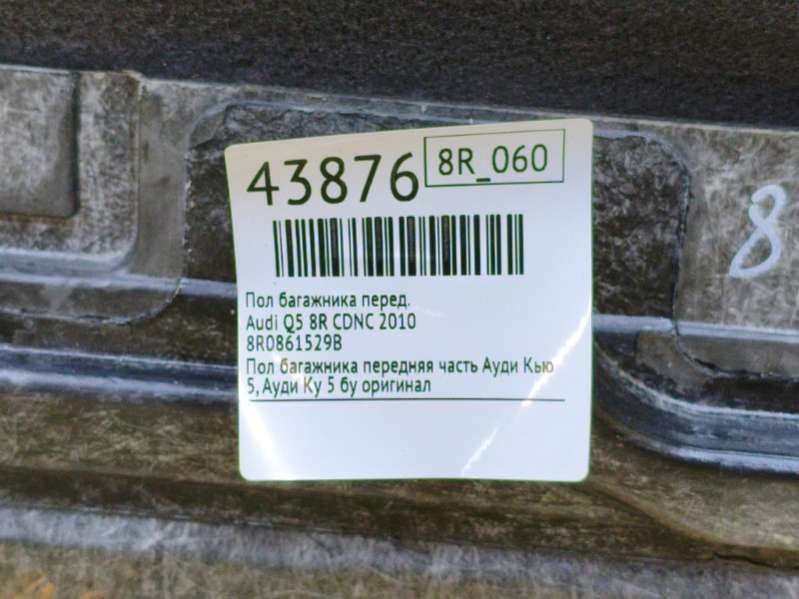 43876
8R_060
Пол багажника перед.
Audi Q5 8R CDNC 2010
8R0861529B
Пол багажника передняя часть Ауди Кью
5, Ауди Ку 5 бу оригинал
8